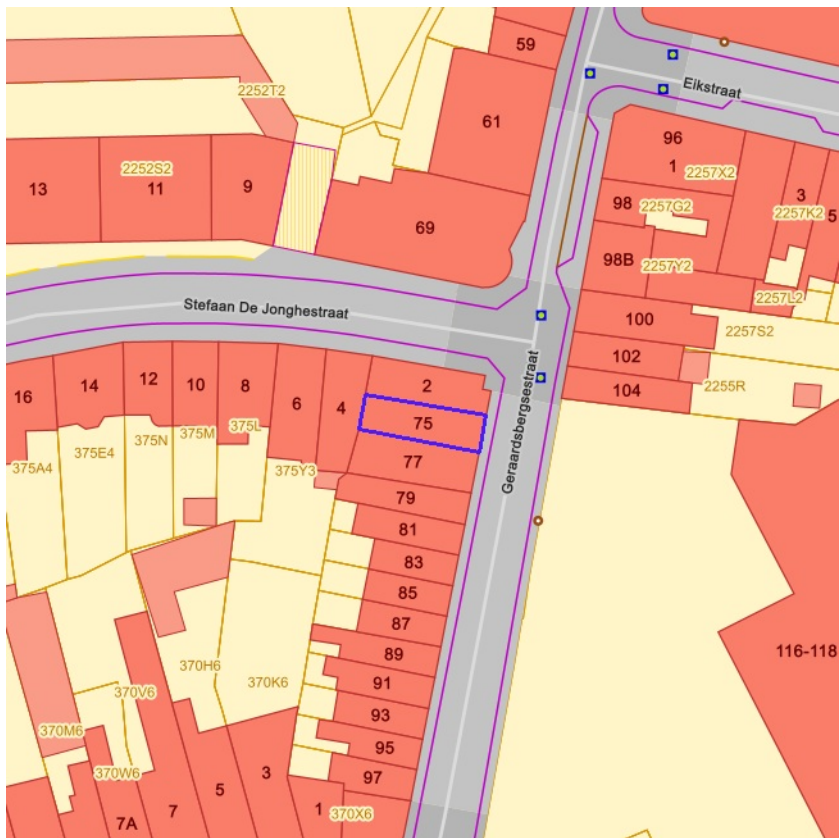 59
Eikstraat
2252T2
61
96
1
2257X2
2252S2
13
11
9
3
2257K2
98
2257G2
5
69
98B
2257Y2
2257L2
Stefaan De Jonghestraat
100
2257S2
102
Geraardsbergsestraat
104
2255R
16
14
12
10
8
6
4
2
75
375L
375M
375N
375E4
375A4
77
375Y3
79
81
83
85
87
89
91
93
95
97
116-118
370H6
370K6
370V6
370M6
370W6
7A
7
5
3
1
370X6